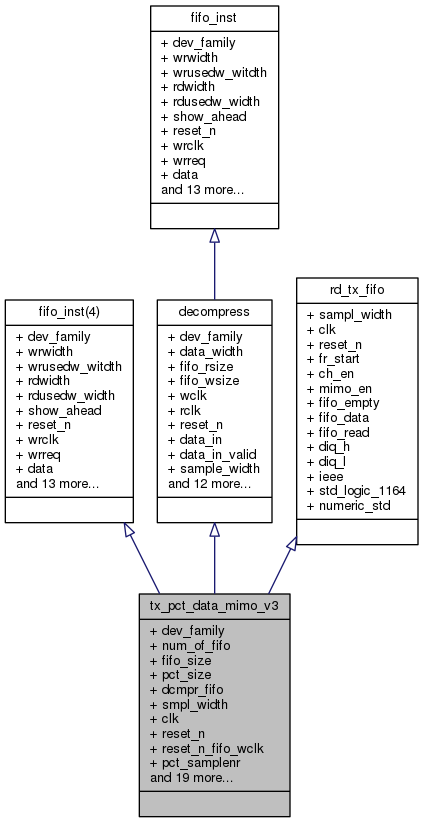 fifo_inst
+ dev_family
+ wrwidth
+ wrusedw_witdth
+ rdwidth
+ rdusedw_width
+ show_ahead
+ reset_n
+ wrclk
+ wrreq
+ data
and 13 more...
fifo_inst(4)
+ dev_family
+ wrwidth
+ wrusedw_witdth
+ rdwidth
+ rdusedw_width
+ show_ahead
+ reset_n
+ wrclk
+ wrreq
+ data
and 13 more...
decompress
+ dev_family
+ data_width
+ fifo_rsize
+ fifo_wsize
+ wclk
+ rclk
+ reset_n
+ data_in
+ data_in_valid
+ sample_width
and 12 more...
rd_tx_fifo
+ sampl_width
+ clk
+ reset_n
+ fr_start
+ ch_en
+ mimo_en
+ fifo_empty
+ fifo_data
+ fifo_read
+ diq_h
+ diq_l
+ ieee
+ std_logic_1164
+ numeric_std
tx_pct_data_mimo_v3
+ dev_family
+ num_of_fifo
+ fifo_size
+ pct_size
+ dcmpr_fifo
+ smpl_width
+ clk
+ reset_n
+ reset_n_fifo_wclk
+ pct_samplenr
and 19 more...